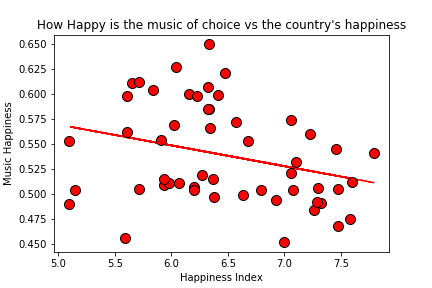 How Happy is the music of choice vs the country's happiness
Music Happiness
0.650
0.625
0.600
0.575
0.550
0.525
0.500
0.475
0.450
5.0 5.5 6.0 6.5 7.0 7.5
Happiness Index